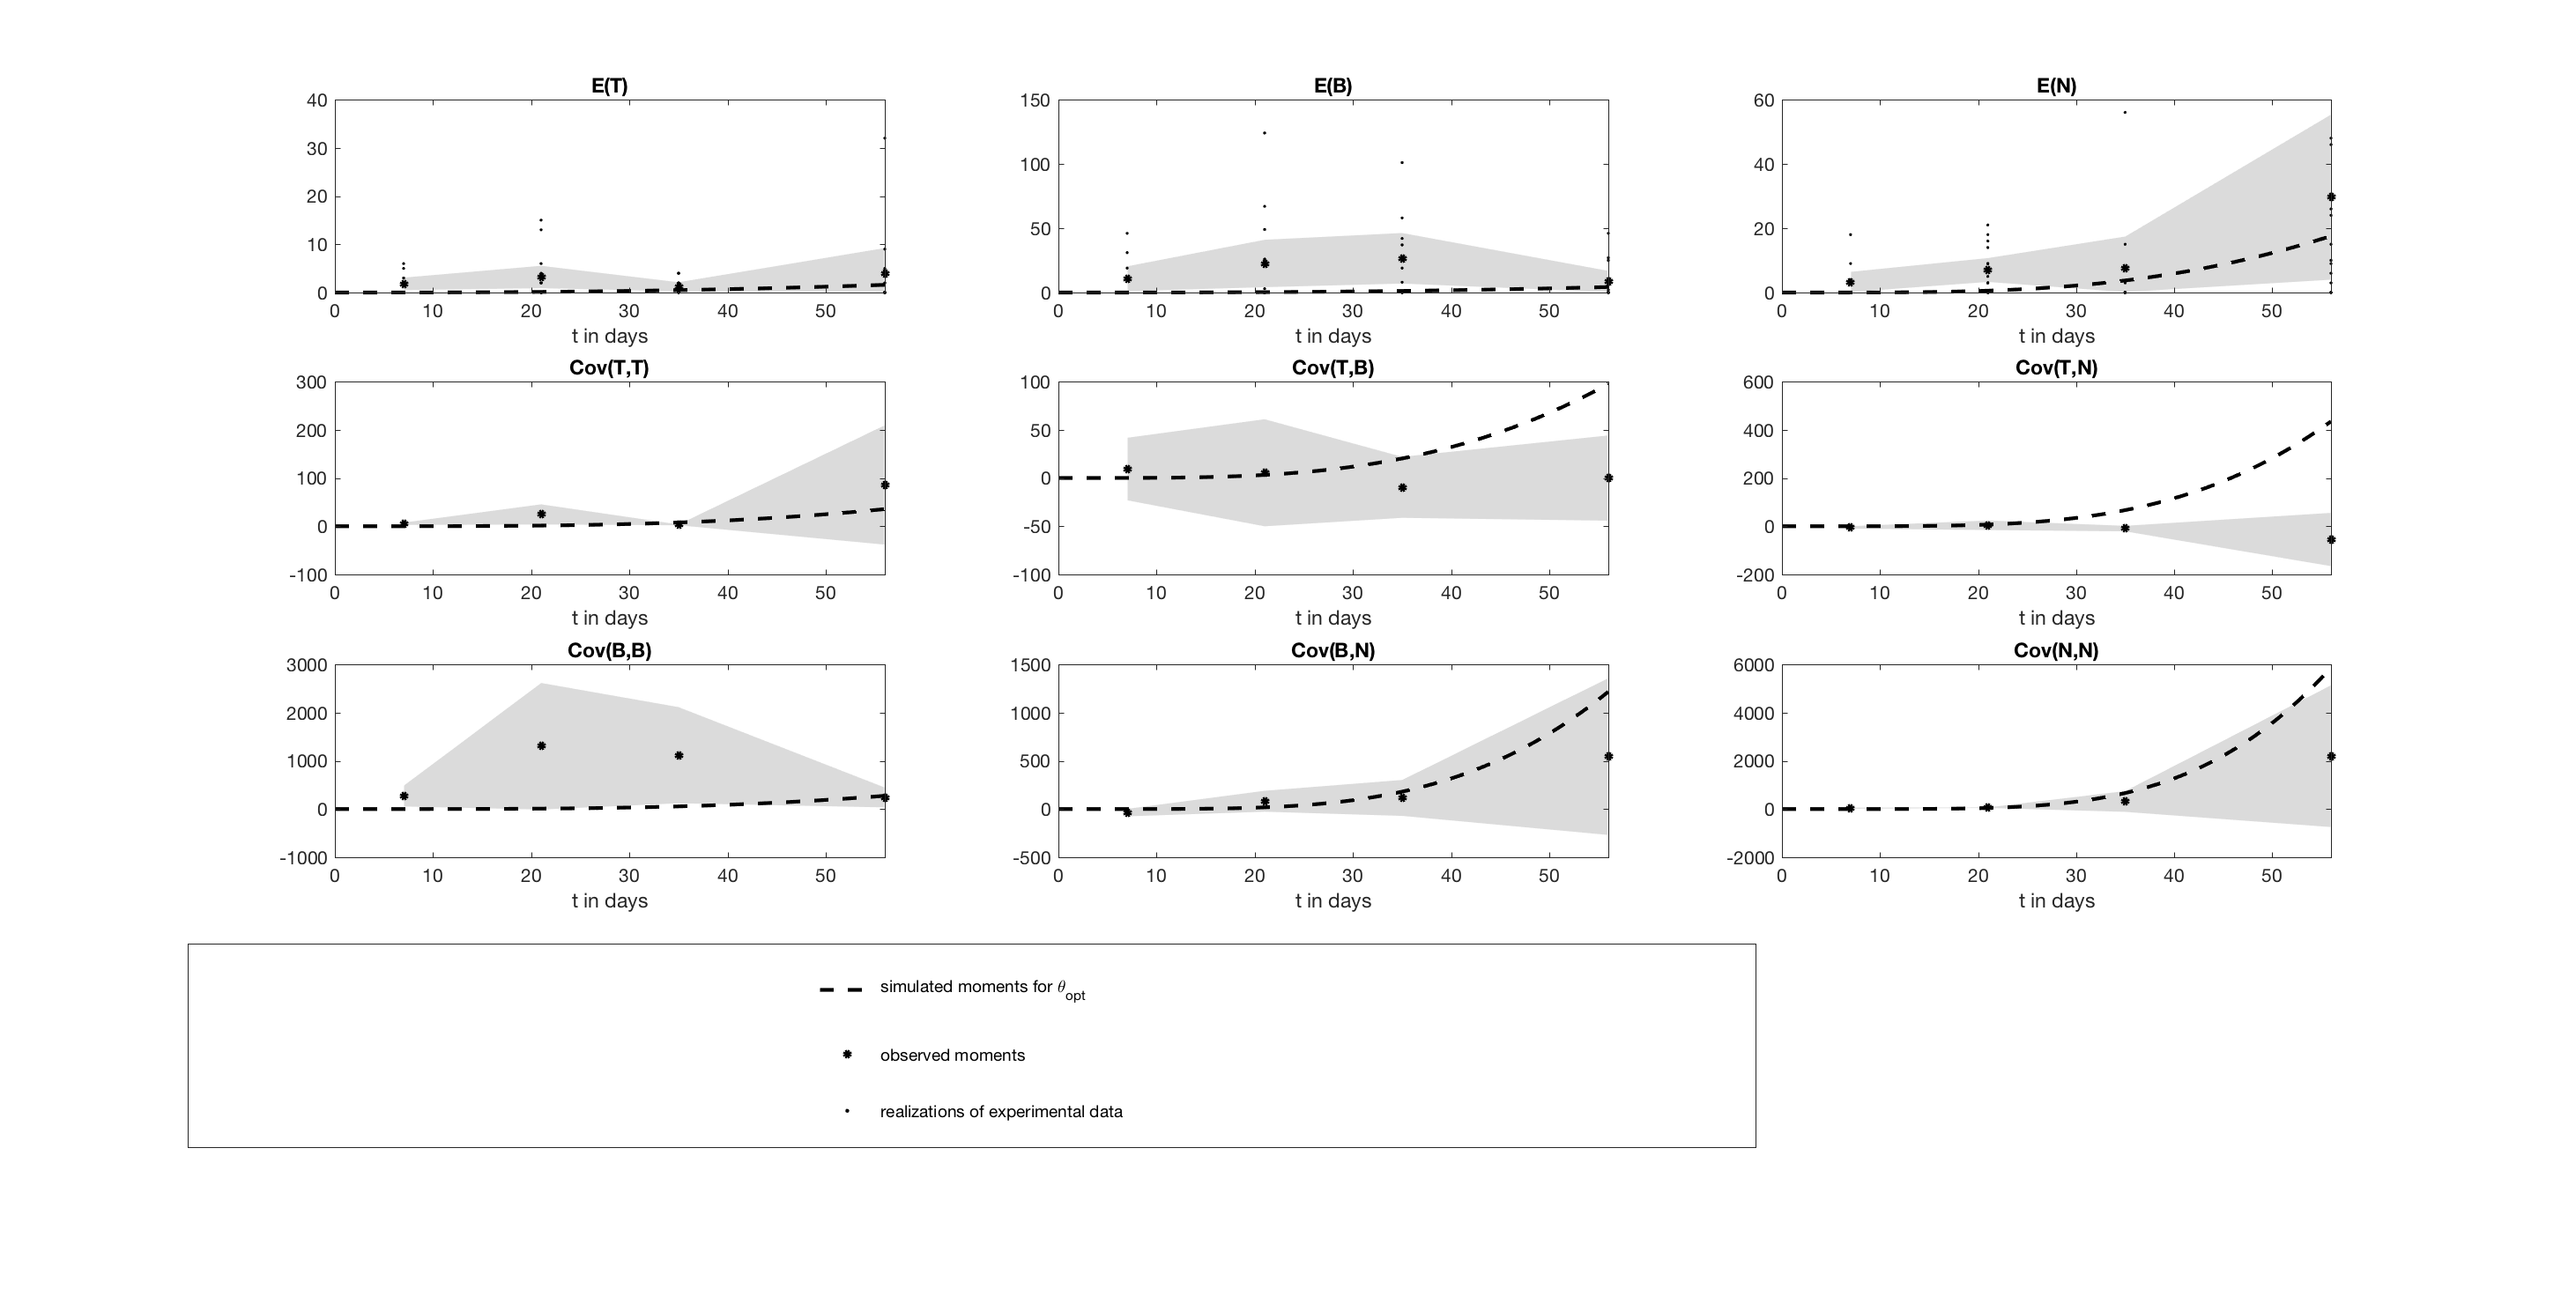 E(T)
40
30
20
10
0
0 10 20 30 40 50
t in days
E(B)
150
100
50
0
0 10 20 30 40 50
t in days
E(N)
60
40
20
0
0 10 20 30 40 50
t in days
Cov(T,T)
300
200
100
0
-100
0 10 20 30 40 50
t in days
Cov(T,B)
100
50
0
-50
-100
0 10 20 30 40 50
t in days
Cov(T,N)
600
400
200
0
-200
0 10 20 30 40 50
t in days
Cov(B,B)
3000
2000
1000
0
-1000
0 10 20 30 40 50
t in days
Cov(B,N)
1500
1000
500
0
-500
0 10 20 30 40 50
t in days
Cov(N,N)
6000
4000
2000
0
-2000
0 10 20 30 40 50
t in days
simulated moments for θopt
observed moments
realizations of experimental data